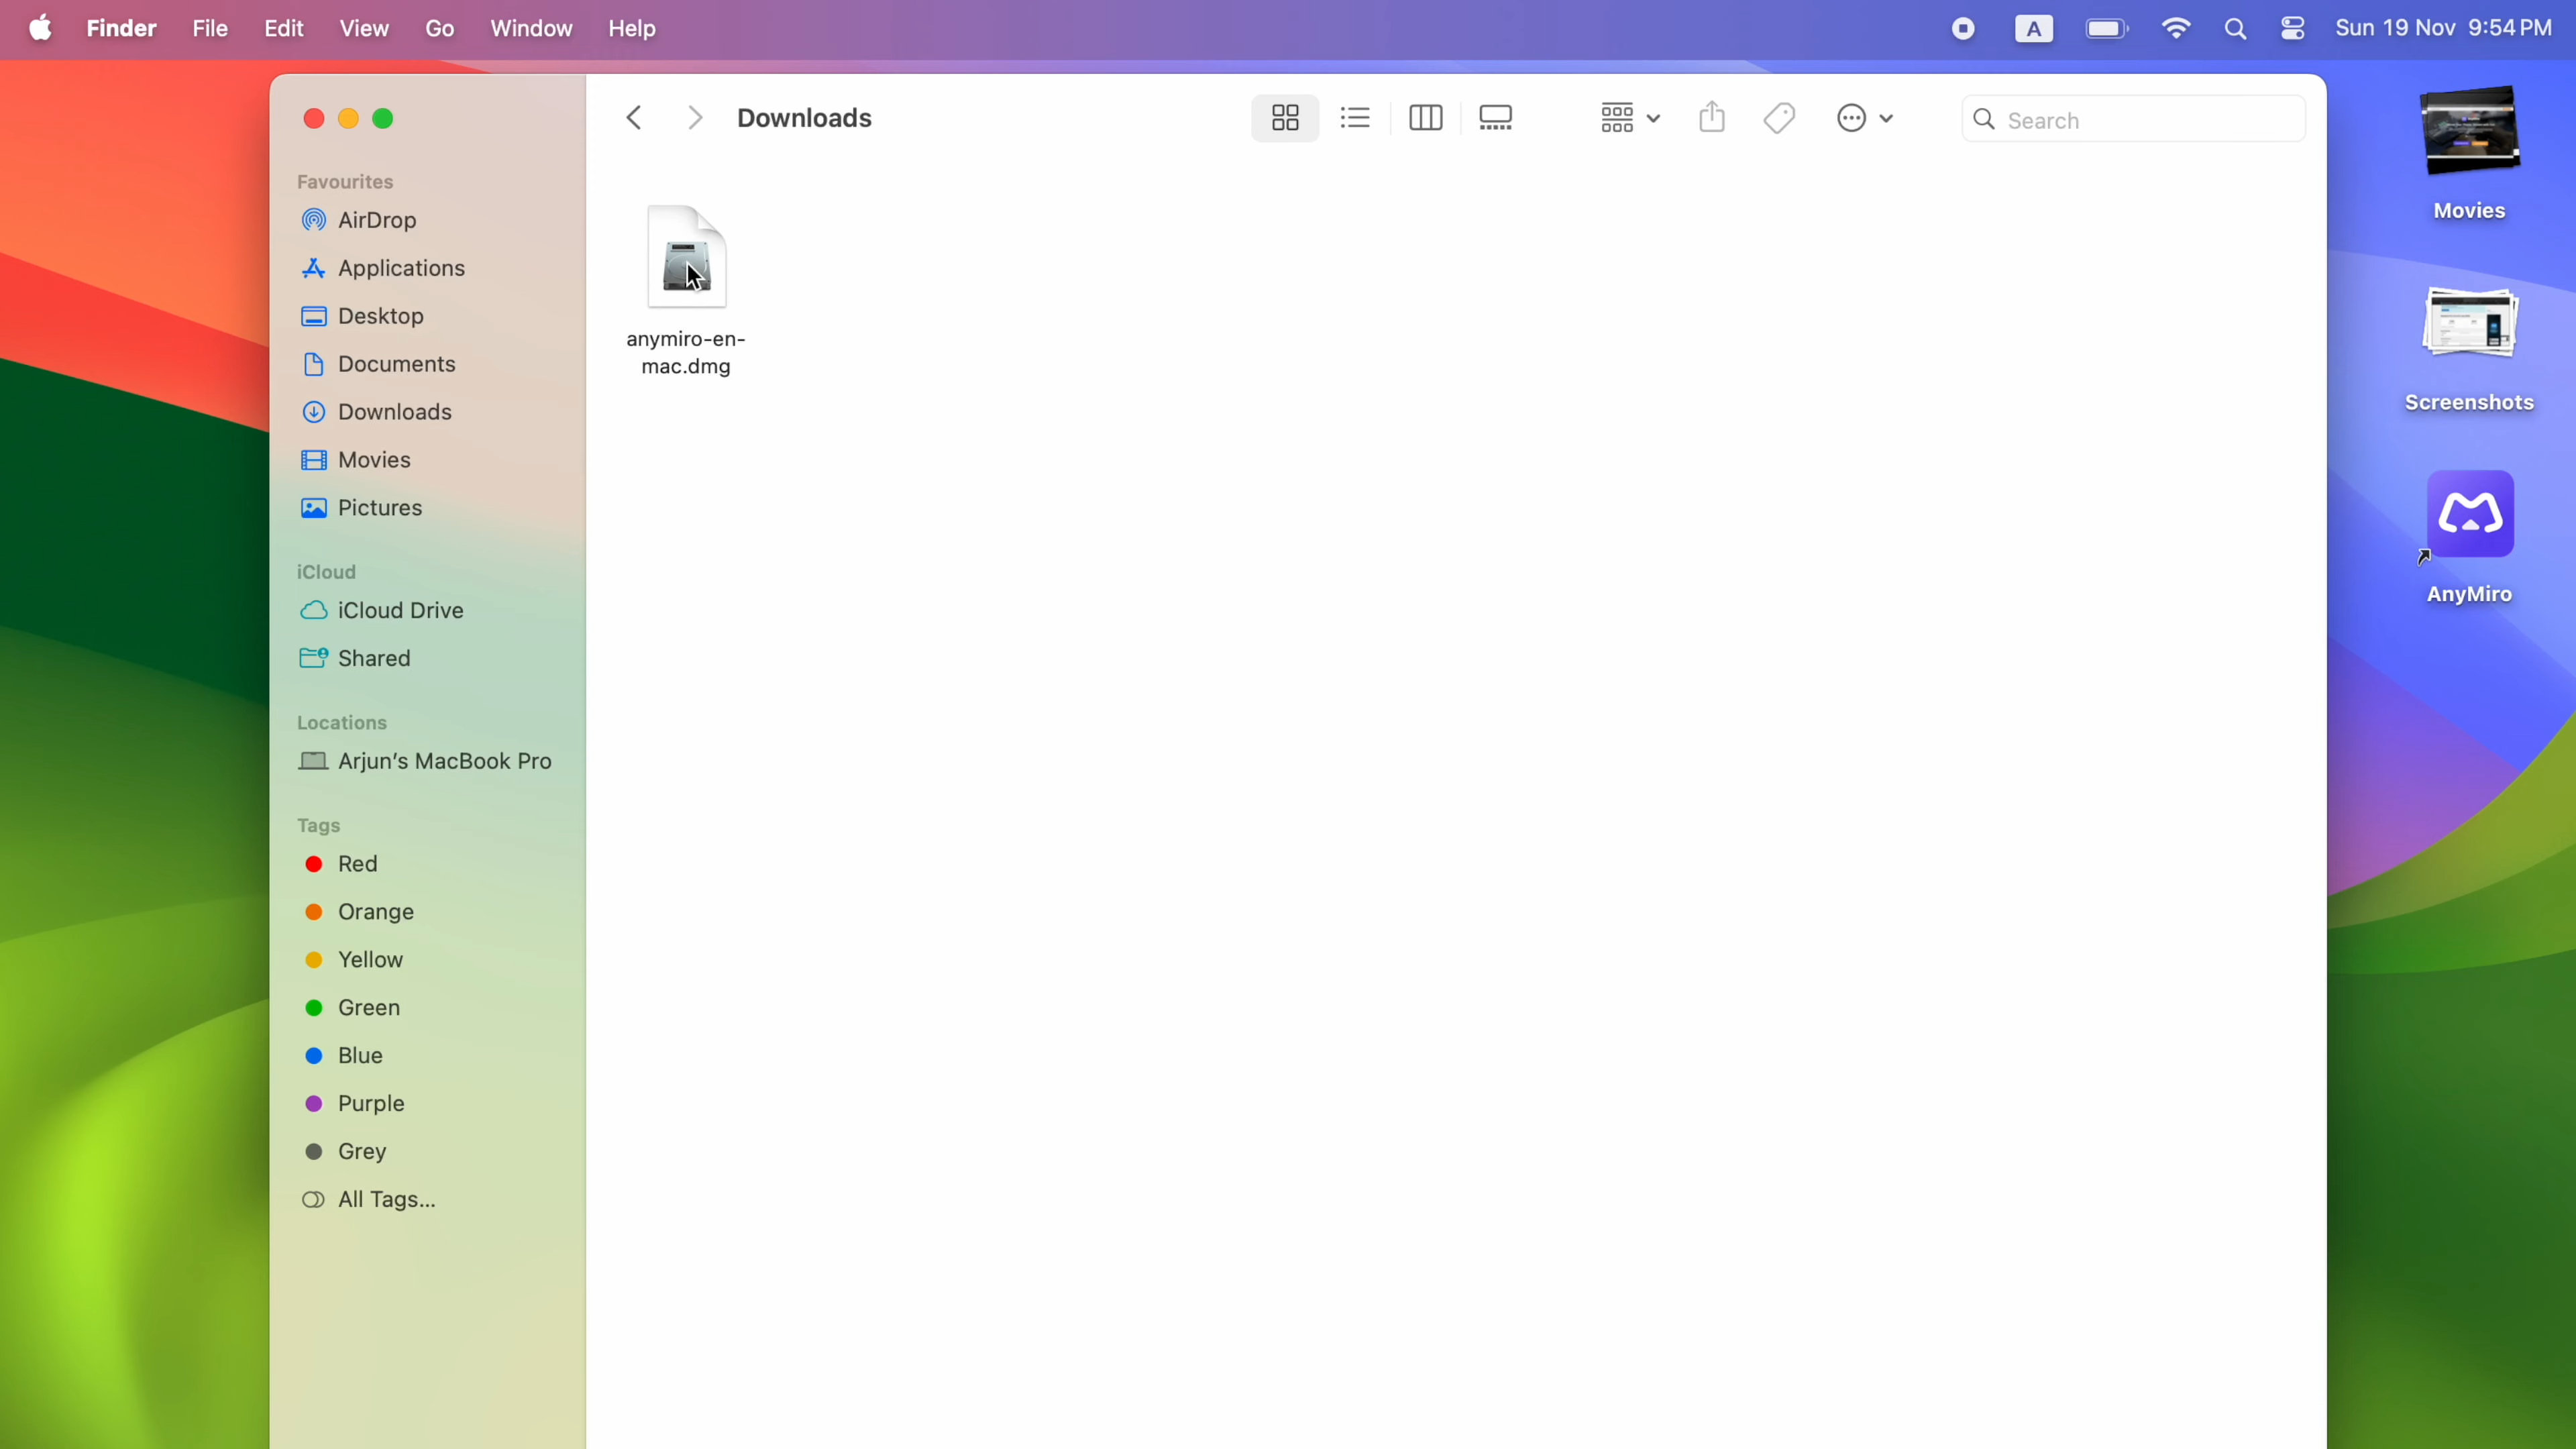 Finder File Edit View Go Window Help A Sun 19 Nov 9:54 PM
Downloads
Search
Favourites
AirDrop
Applications
Desktop
Documents
Downloads
Movies
Pictures
iCloud
iCloud Drive
Shared
Locations
Arjun's MacBook Pro
Tags
Red
Orange
Yellow
Green
Blue
Purple
Grey
All Tags...
anymiro-en-
mac.dmg
Movies
Screenshots
AnyMiro